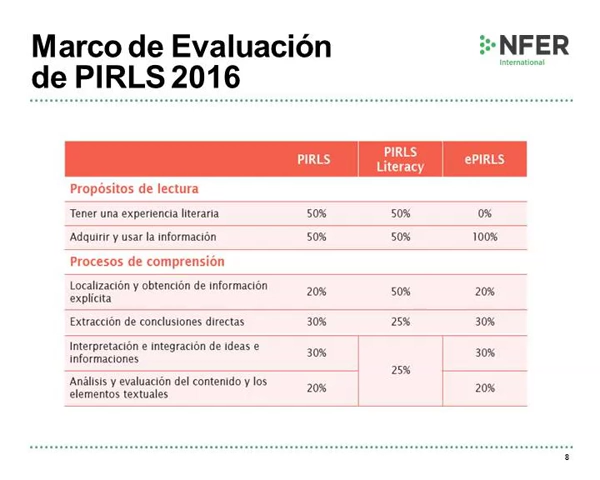 Marco de Evaluación
de PIRLS 2016
NFER
International
PIRLS PIRLS Literacy ePIRLS
Propósitos de lectura
Tener una experiencia literaria 50% 50% 0%
Adquirir y usar la información 50% 50% 100%
Procesos de comprensión
Localización y obtención de información
explícita 20% 50% 20%
Extracción de conclusiones directas 30% 25% 30%
Interpretación e integración de ideas e
informaciones 30% 25% 30%
Análisis y evaluación del contenido y los
elementos textuales 20% 20%
8